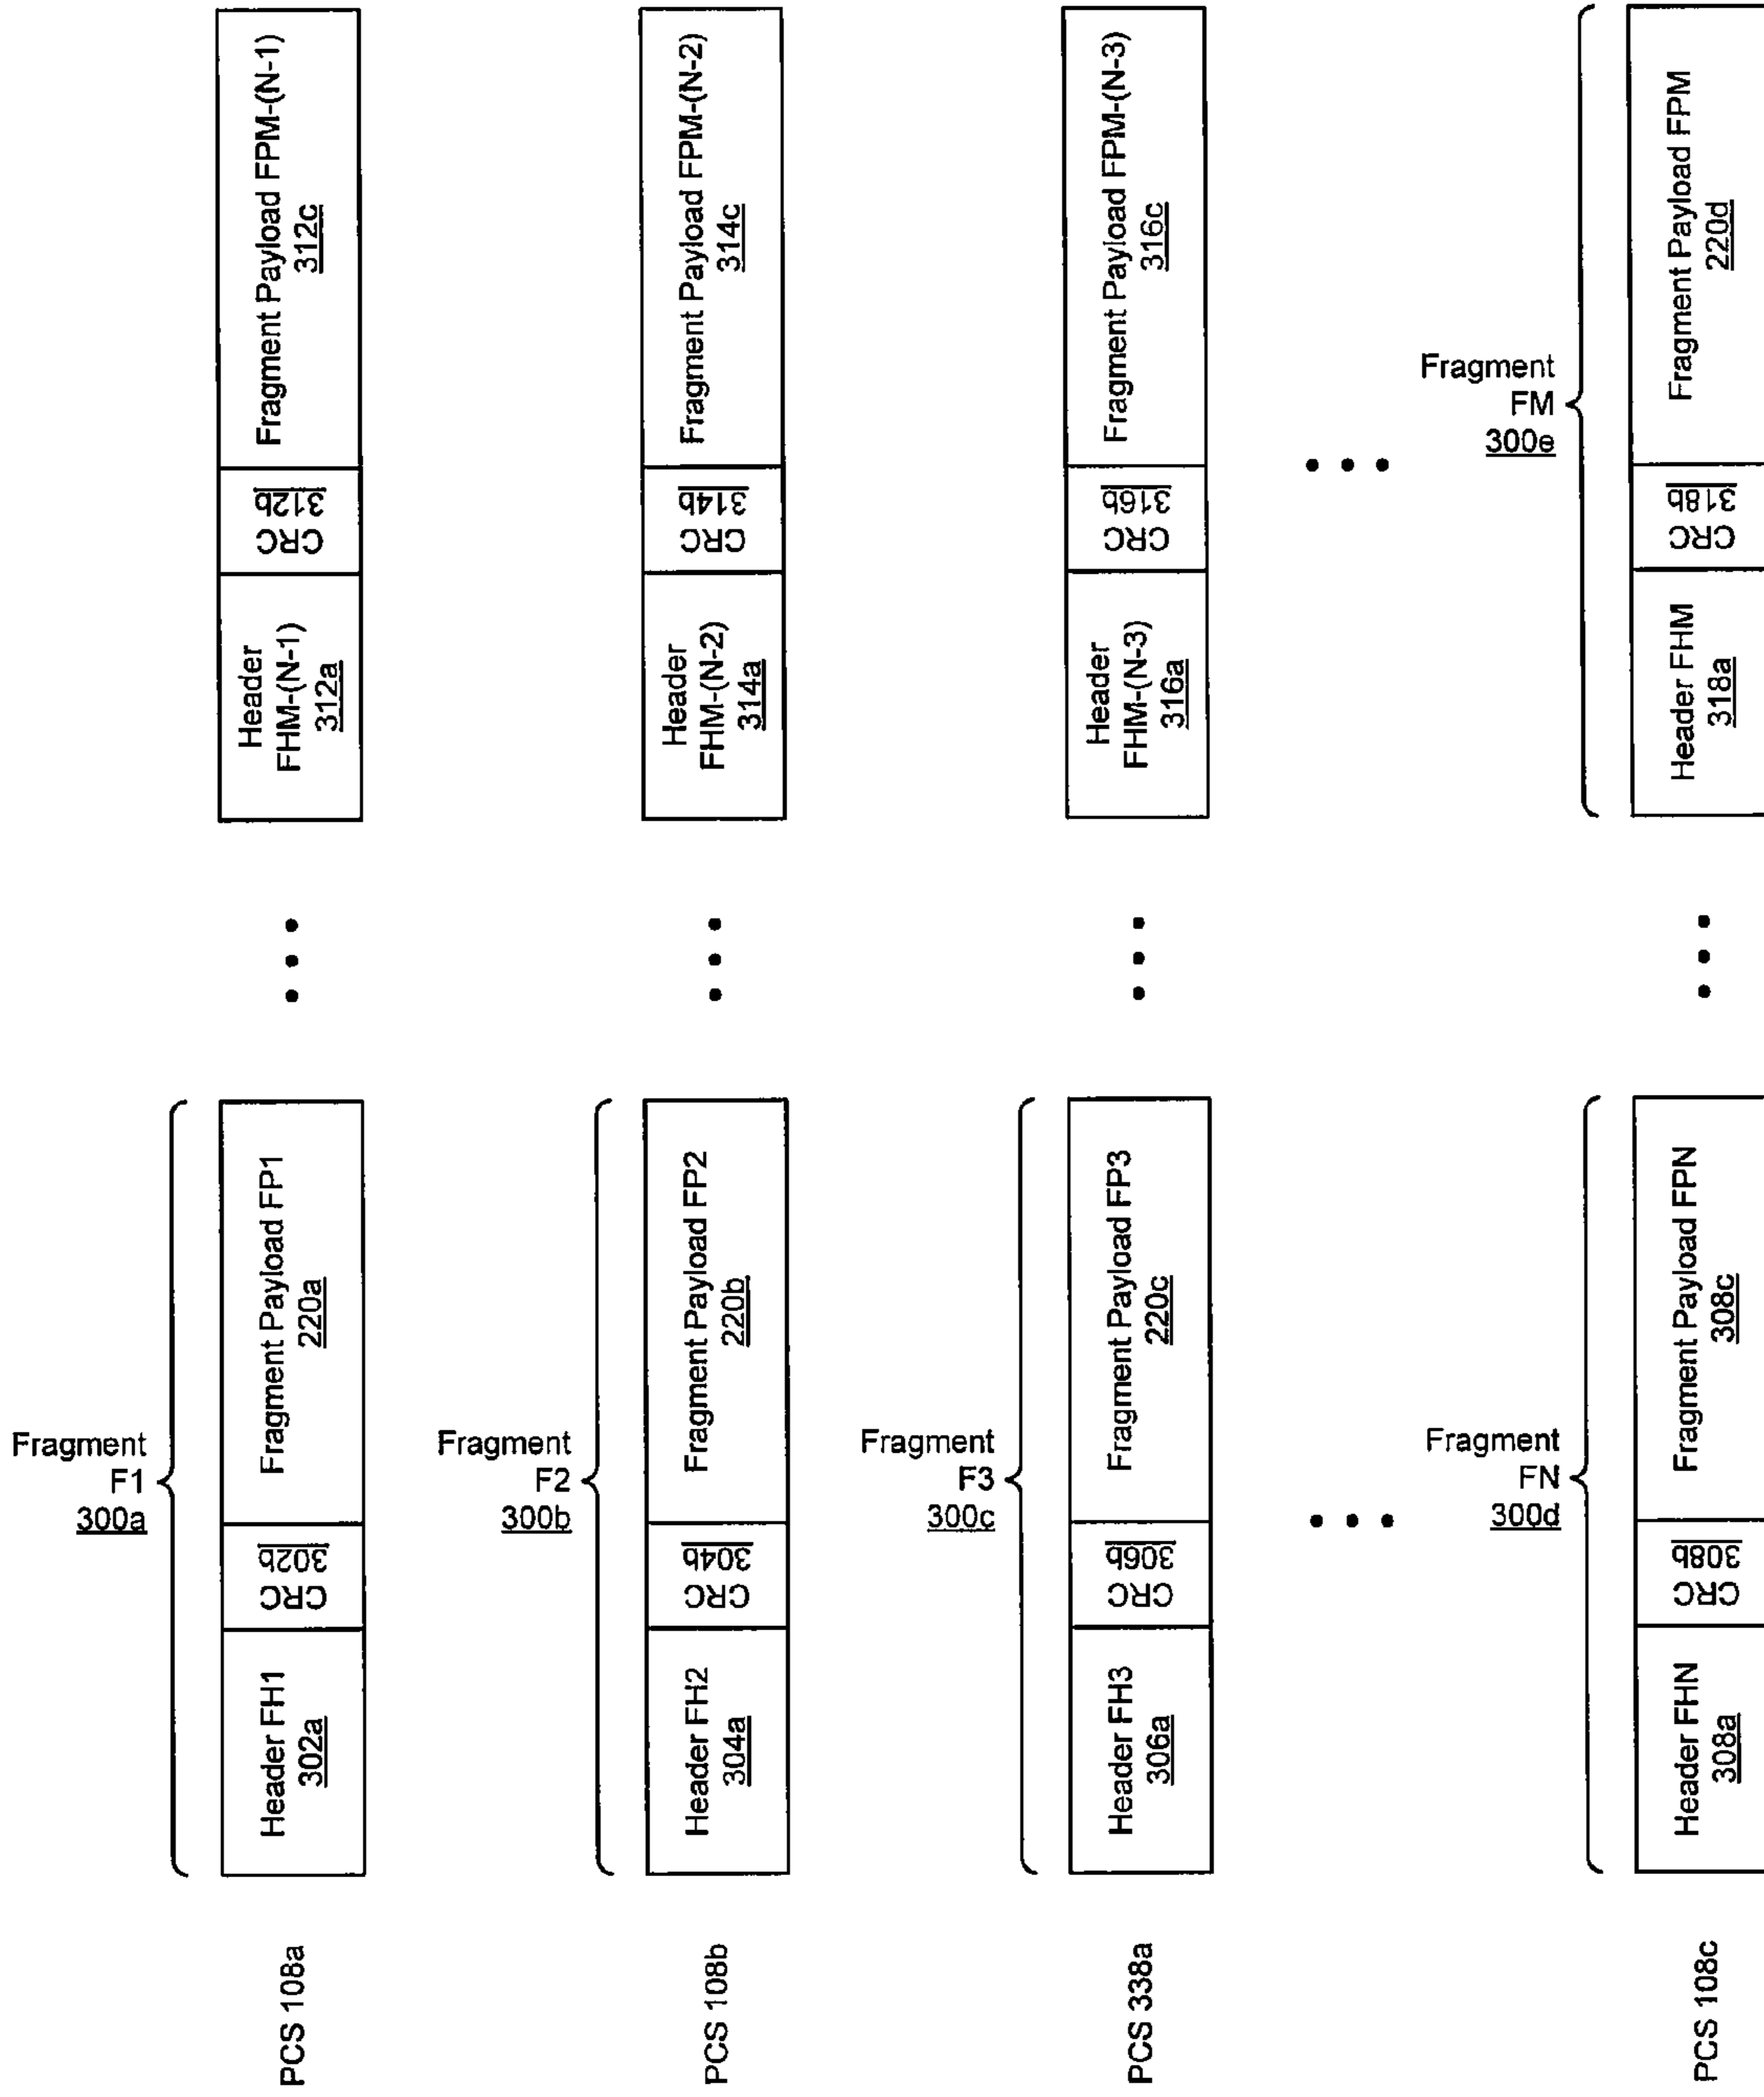 PCS 108a
Fragment
F1
300a
Header FH1
302a
CRC
302b
Fragment Payload FP1
220a
Header
FHM-(N-1)
312a
CRC
312b
Fragment Payload FPM-(N-1)
312c
PCS 108b
Fragment
F2
300b
Header FH2
304a
CRC
304b
Fragment Payload FP2
220b
Header
FHM-(N-2)
314a
CRC
314b
Fragment Payload FPM-(N-2)
314c
PCS 338a
Fragment
F3
300c
Header FH3
306a
CRC
306b
Fragment Payload FP3
220c
Header
FHM-(N-3)
316a
CRC
316b
Fragment Payload FPM-(N-3)
316c
PCS 108c
Fragment
FN
300d
Header FHN
308a
CRC
308b
Fragment Payload FPN
308c
Fragment
FM
300e
Header FHM
318a
CRC
318b
Fragment Payload FPM
220d